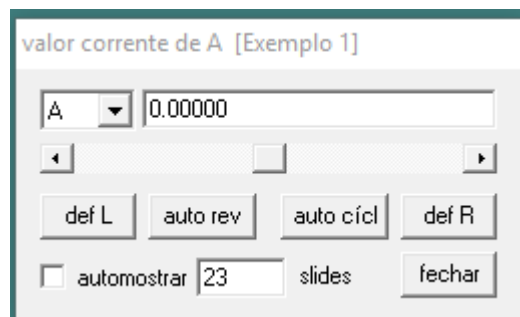 valor corrente de A [Exemplo 1]
A 0.00000
def L auto rev auto cícl def R
automostrar 23 slides fechar